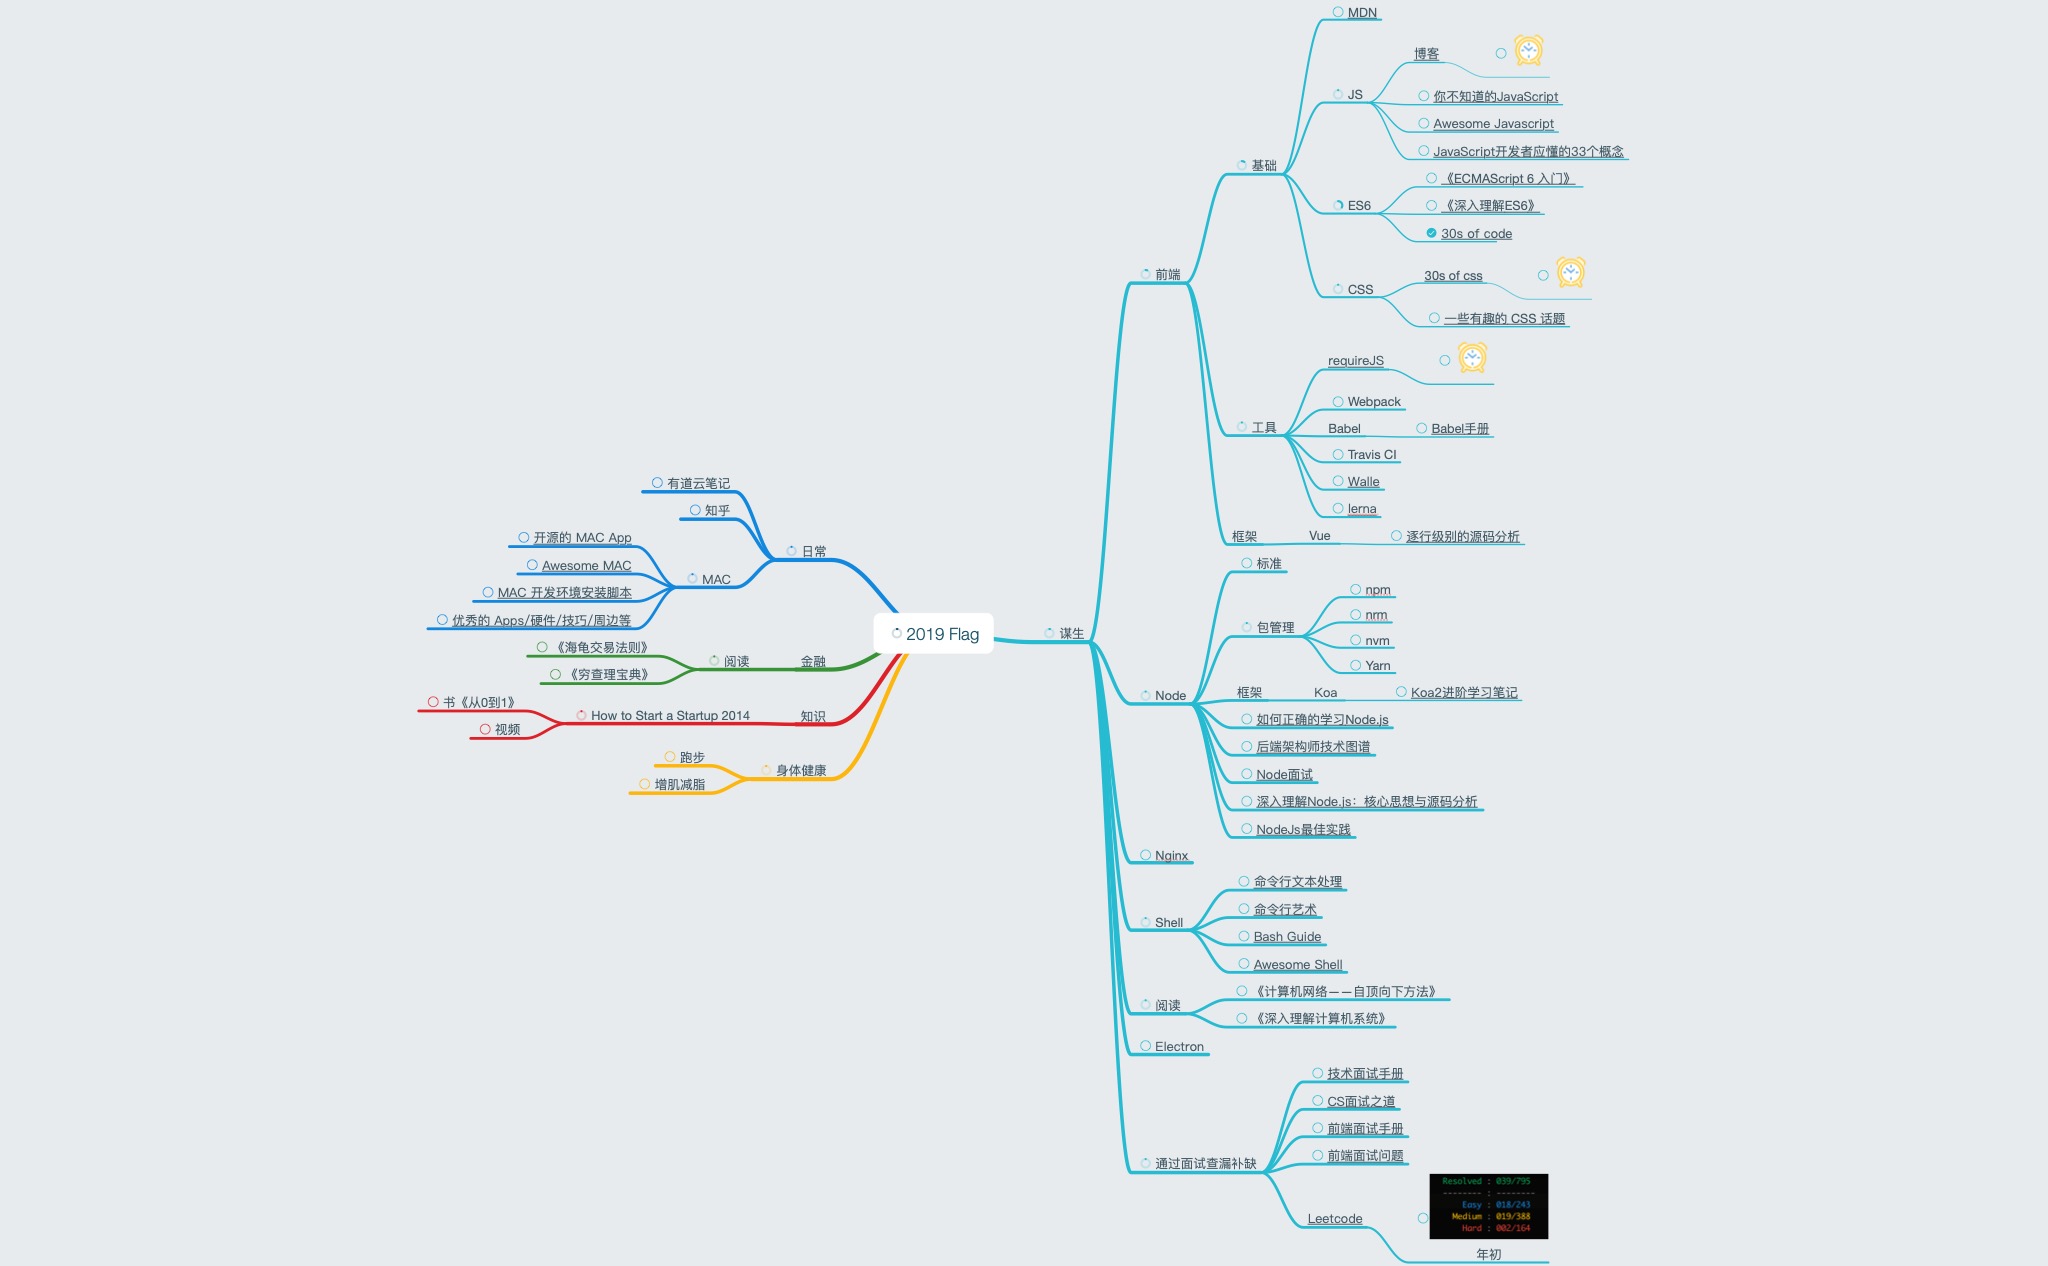 2019 Flag
日常
有道云笔记
知乎
MAC
开源的 MAC App
Awesome MAC
MAC 开发环境安装脚本
优秀的 Apps/硬件/技巧/周边等
金融
阅读
《海龟交易法则》
《穷查理宝典》
知识
How to Start a Startup 2014
书《从0到1》
视频
身体健康
跑步
增肌减脂
谋生
前端
基础
MDN
JS
博客
你不知道的JavaScript
Awesome Javascript
JavaScript开发者应懂的33个概念
ES6
《ECMAScript 6 入门》
《深入理解ES6》
30s of code
CSS
30s of css
一些有趣的 CSS 话题
工具
requireJS
Webpack
Babel
Babel手册
Travis CI
Walle
lerna
框架
Vue
逐行级别的源码分析
Node
标准
包管理
npm
nrm
nvm
Yarn
框架
Koa
Koa2进阶学习笔记
如何正确的学习Node.js
后端架构师技术图谱
Node面试
深入理解Node.js：核心思想与源码分析
NodeJs最佳实践
Nginx
Shell
命令行文本处理
命令行艺术
Bash Guide
Awesome Shell
阅读
《计算机网络——自顶向下方法》
《深入理解计算机系统》
Electron
通过面试查漏补缺
技术面试手册
CS面试之道
前端面试手册
前端面试问题
Leetcode
Resolved : 039/795
-------- : --------
Easy : 018/243
Medium : 019/388
Hard : 002/164
年初